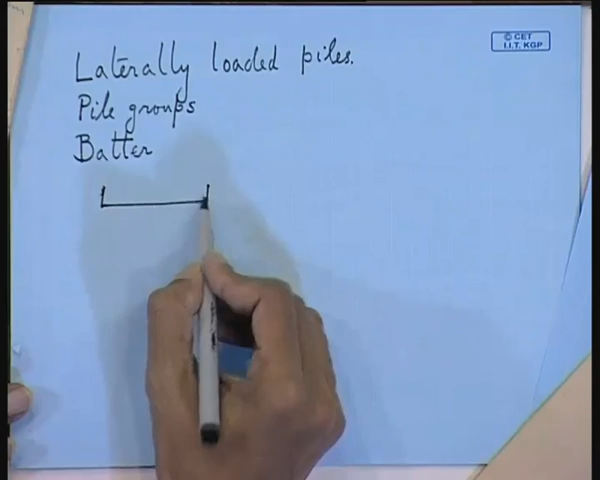 Laterally loaded piles.
Pile groups
Batter
© CET
I.I.T. KGP